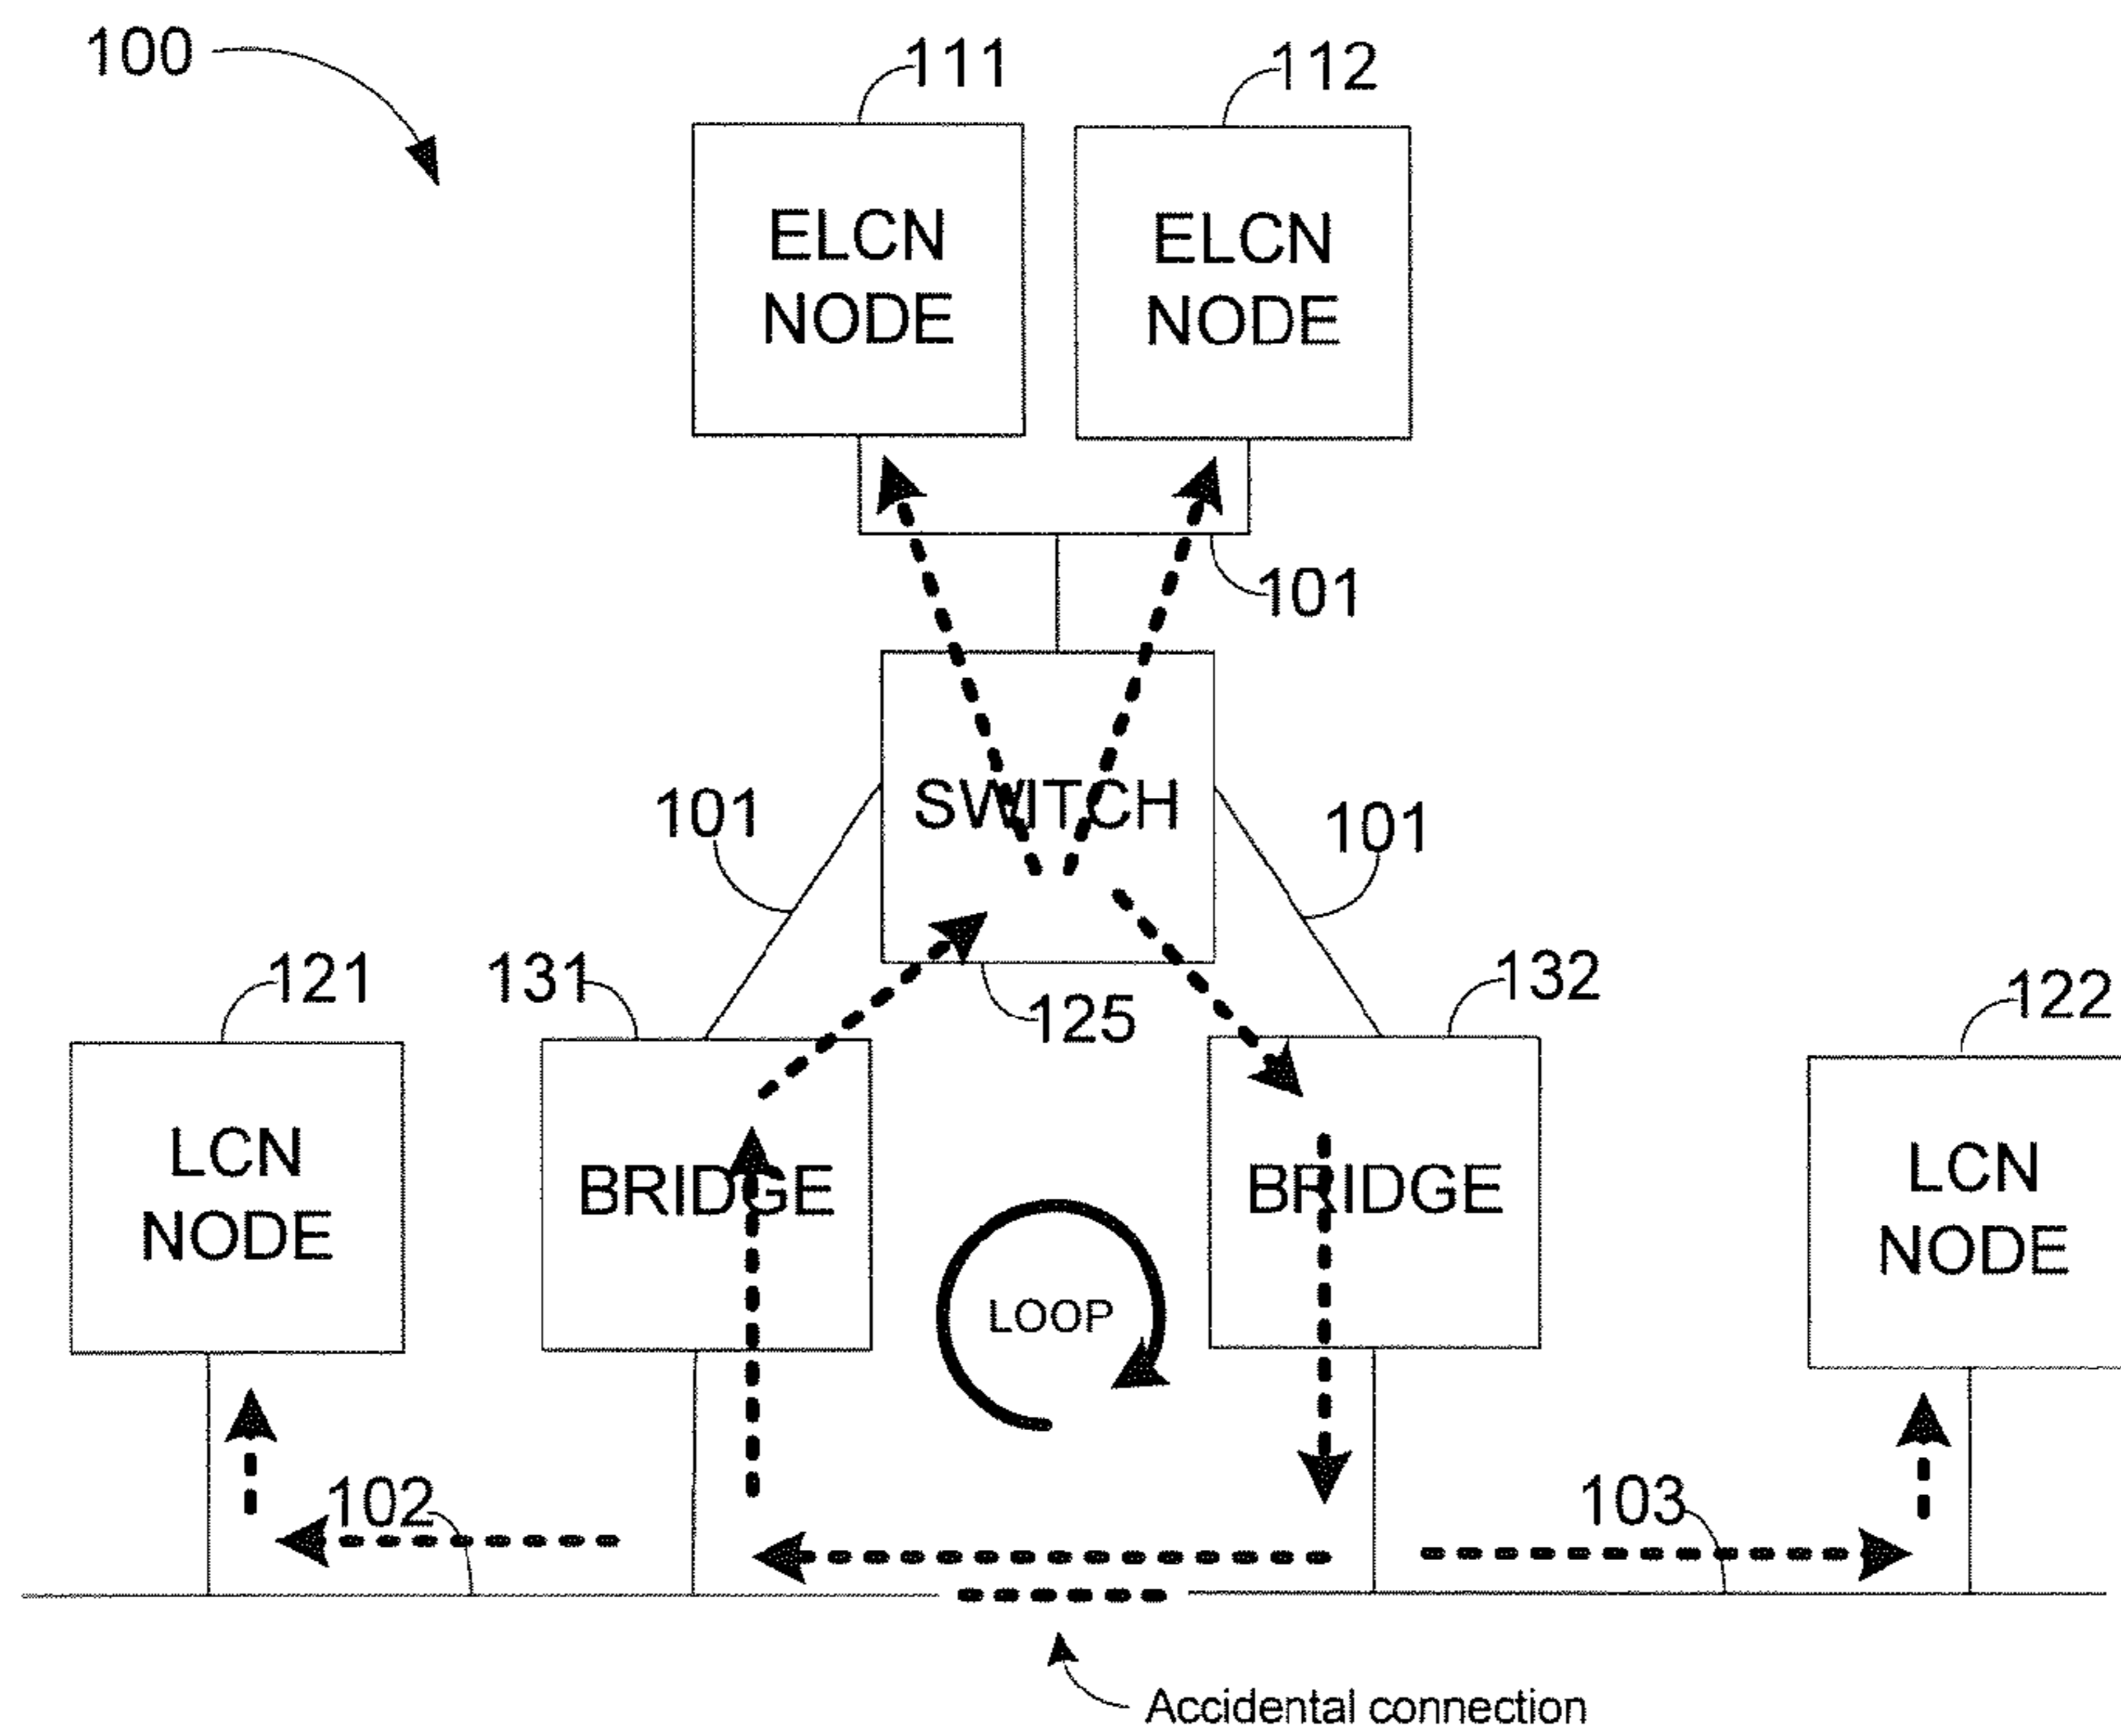 100
111
112
ELCN
NODE
ELCN
NODE
101
SWITCH
101
101
125
121
131
132
122
LCN
NODE
BRIDGE
BRIDGE
LCN
NODE
LOOP
102
103
Accidental connection